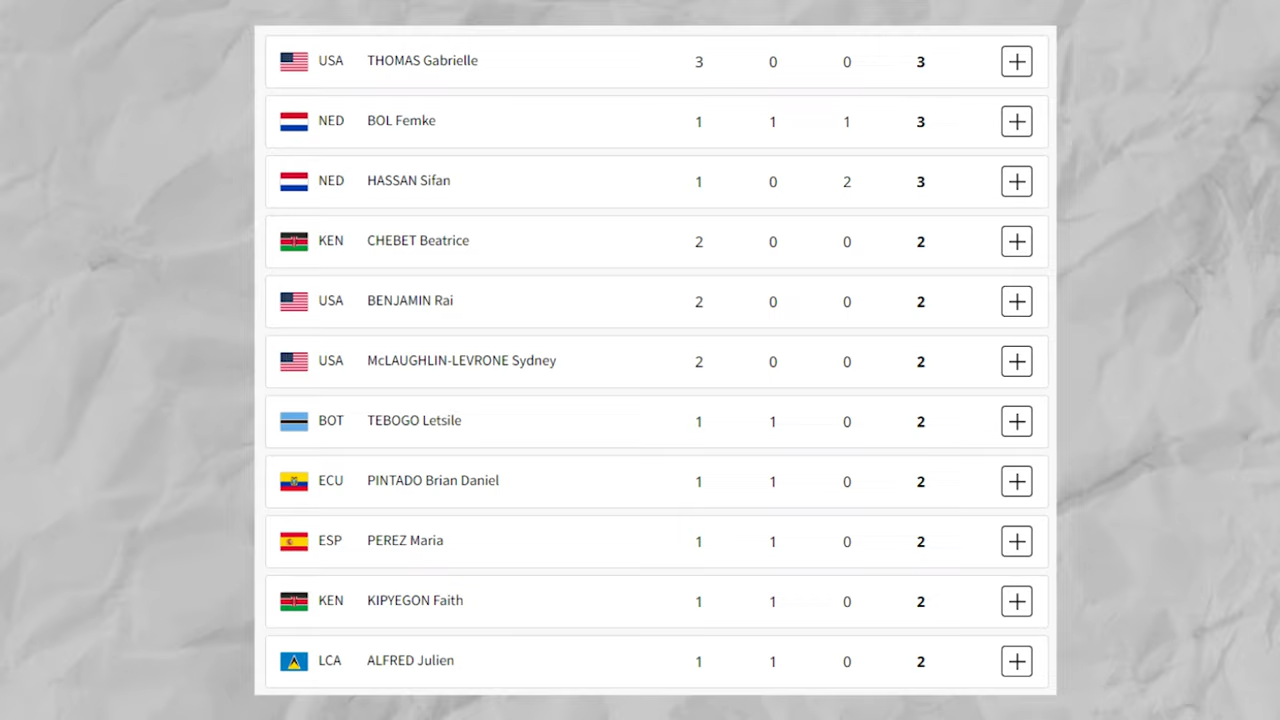 USA THOMAS Gabrielle 3 0 0 3
NED BOL Femke 1 1 1 3
NED HASSAN Sifan 1 0 2 3
KEN CHEBET Beatrice 2 0 0 2
USA BENJAMIN Rai 2 0 0 2
USA McLAUGHLIN-LEVRONE Sydney 2 0 0 2
BOT TEBOGO Letsile 1 1 0 2
ECU PINTADO Brian Daniel 1 1 0 2
ESP PEREZ Maria 1 1 0 2
KEN KIPYEGON Faith 1 1 0 2
LCA ALFRED Julien 1 1 0 2